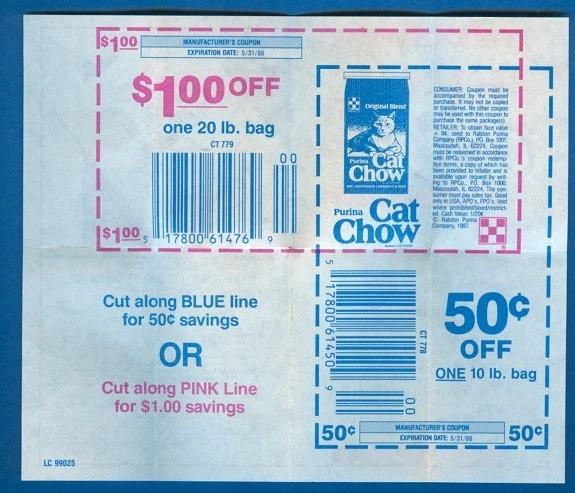 $1.00
MANUFACTURER'S COUPON
EXPIRATION DATE: 5/31/88
$1.00 OFF
one 20 lb. bag
CT 779
00
5 17800 61476 9
$1.00
Original Blend
Purina
Cat
Chow
Purina Cat
Chow
CONSUMER: Coupon must be
accompanied by the required
purchase. It may not be copied
or transferred. No other coupon
may be used with this coupon to
purchase the same package(s).
RETAILER: To obtain face value
+ 8¢, send to Ralston Purina
Company (RPCo.), P.O. Box 1001,
Mascoutah, IL 62224. Coupon
must be redeemed in accordance
with RPCo.'s coupon redemp-
tion terms, a copy of which has
been provided to retailer and is
available upon request by writ-
ing to RPCo., P.O. Box 1000,
Mascoutah, IL 62224. The con-
sumer must pay sales tax. Good
only in USA, APO's, FPO's. Void
where prohibited/taxed/restrict-
ed. Cash Value: 1/20¢.
© Ralston Purina
Company, 1987.
Cut along BLUE line
for 50¢ savings
OR
Cut along PINK Line
for $1.00 savings
LC 99025
5 17800 61450 9
00
CT 778
50¢
OFF
ONE 10 lb. bag
50¢
MANUFACTURER'S COUPON
EXPIRATION DATE: 5/31/88
50¢